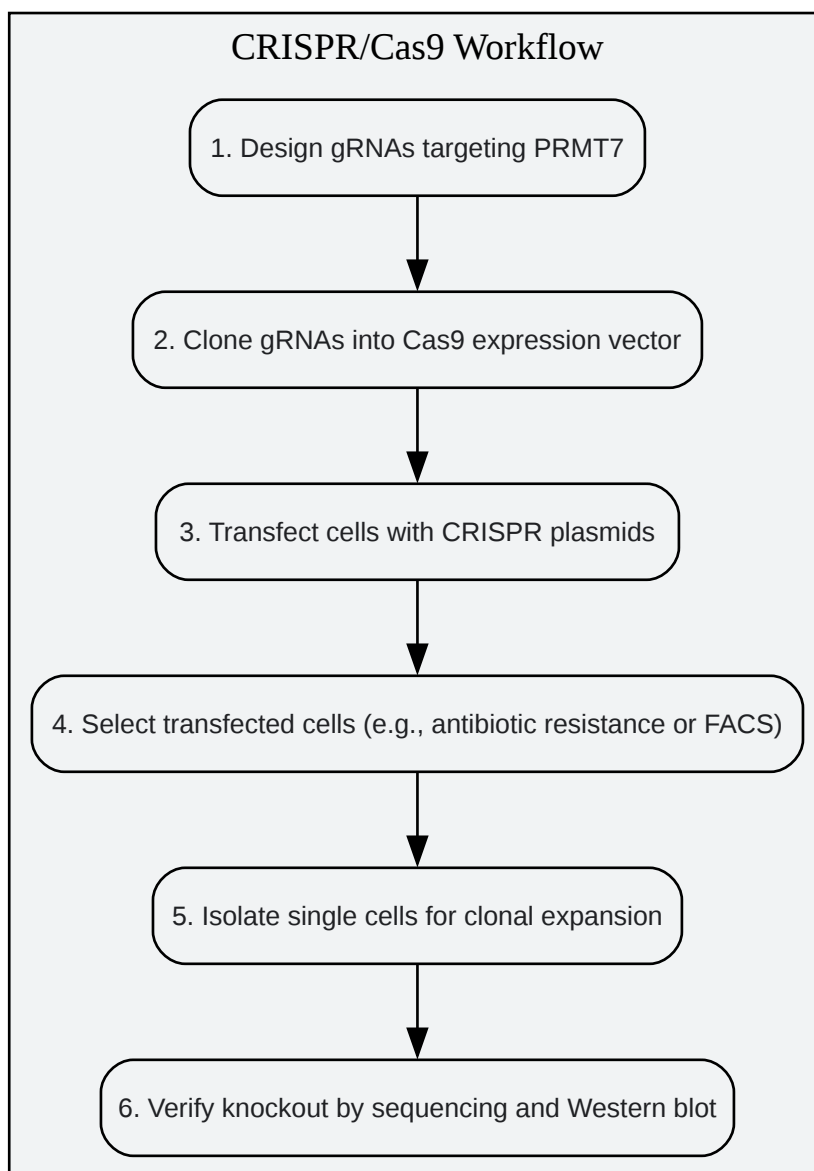 CRISPR/Cas9 Workflow
1. Design gRNAs targeting PRMT7
2. Clone gRNAs into Cas9 expression vector
3. Transfect cells with CRISPR plasmids
4. Select transfected cells (e.g., antibiotic resistance or FACS)
5. Isolate single cells for clonal expansion
6. Verify knockout by sequencing and Western blot